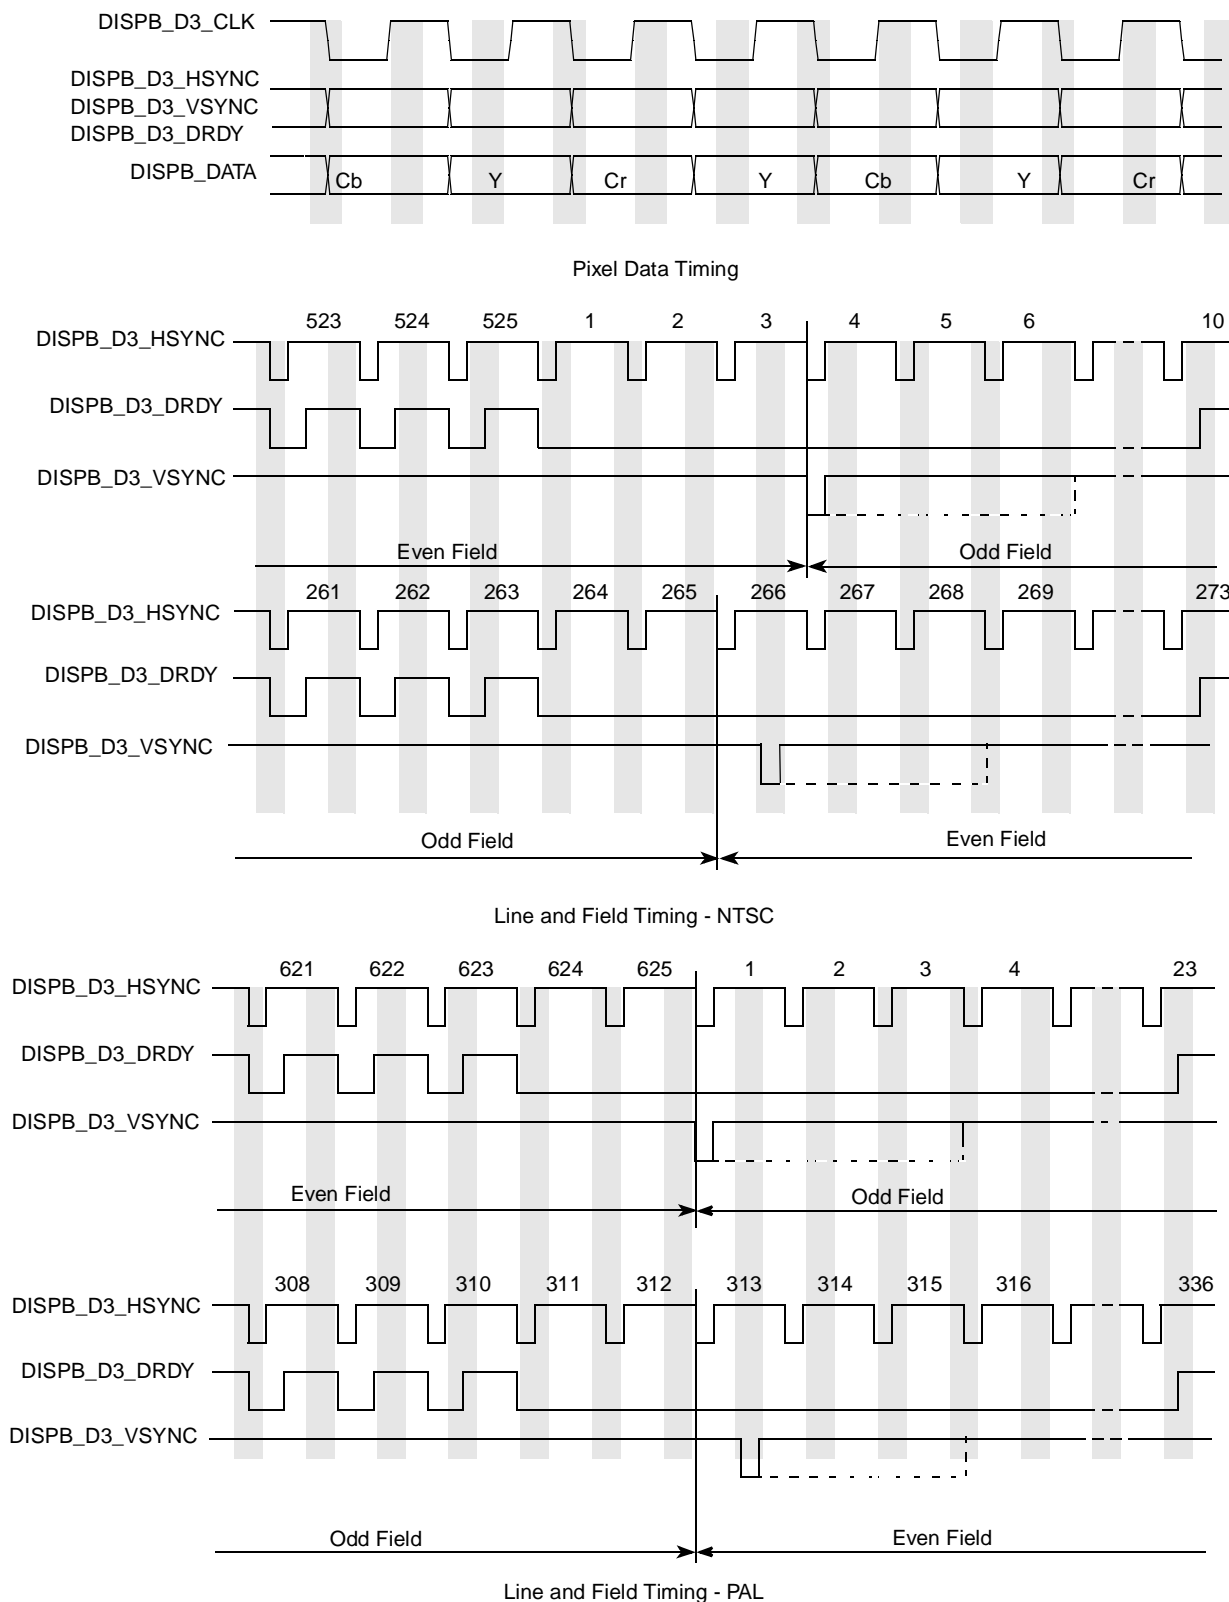 DISPB_D3_CLK
DISPB_D3_HSYNC
DISPB_D3_VSYNC
DISPB_D3_DRDY
DISPB_DATA
Cb Y Cr Y Cb Y Cr
Pixel Data Timing
523 524 525 1 2 3 4 5 6 10
DISPB_D3_HSYNC
DISPB_D3_DRDY
DISPB_D3_VSYNC
Even Field Odd Field
261 262 263 264 265 266 267 268 269 273
DISPB_D3_HSYNC
DISPB_D3_DRDY
DISPB_D3_VSYNC
Odd Field Even Field
Line and Field Timing - NTSC
621 622 623 624 625 1 2 3 4 23
DISPB_D3_HSYNC
DISPB_D3_DRDY
DISPB_D3_VSYNC
Even Field Odd Field
308 309 310 311 312 313 314 315 316 336
DISPB_D3_HSYNC
DISPB_D3_DRDY
DISPB_D3_VSYNC
Odd Field Even Field
Line and Field Timing - PAL